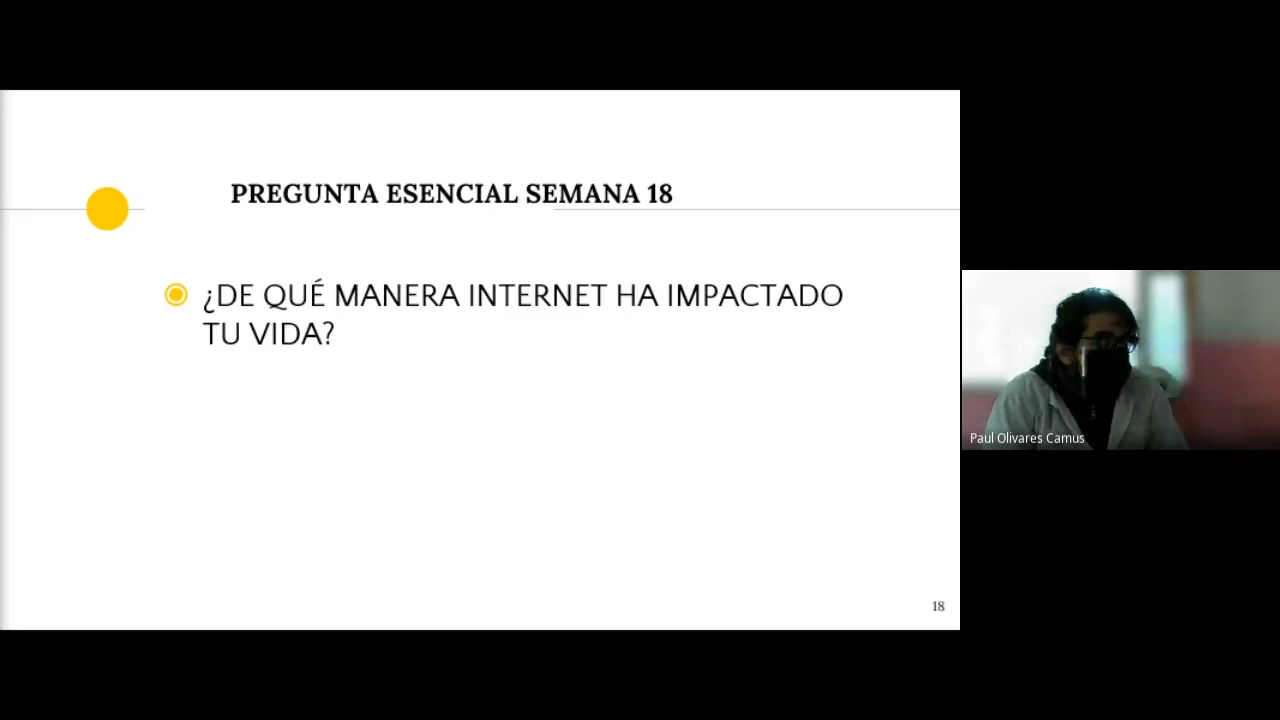 PREGUNTA ESENCIAL SEMANA 18
¿DE QUÉ MANERA INTERNET HA IMPACTADO
TU VIDA?
18
Paul Olivares Camus